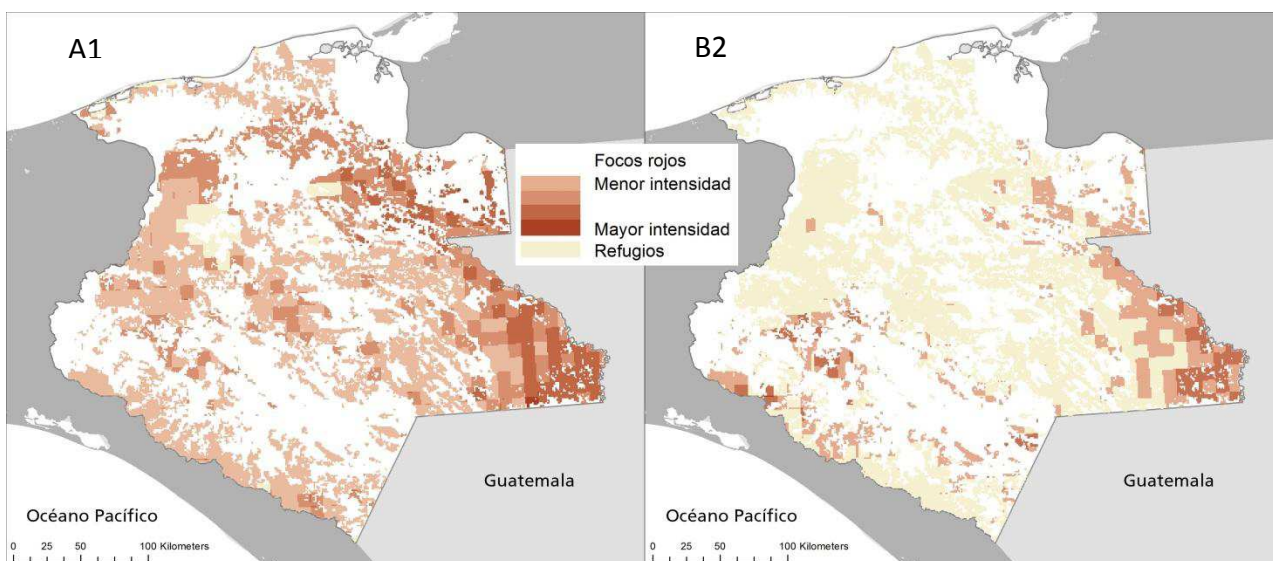 A1
B2
Focos rojos
Menor intensidad
Mayor intensidad
Refugios
Guatemala
Océano Pacífico
0 25 50 100 Kilometers
Guatemala
Océano Pacífico
0 25 50 100 Kilometers